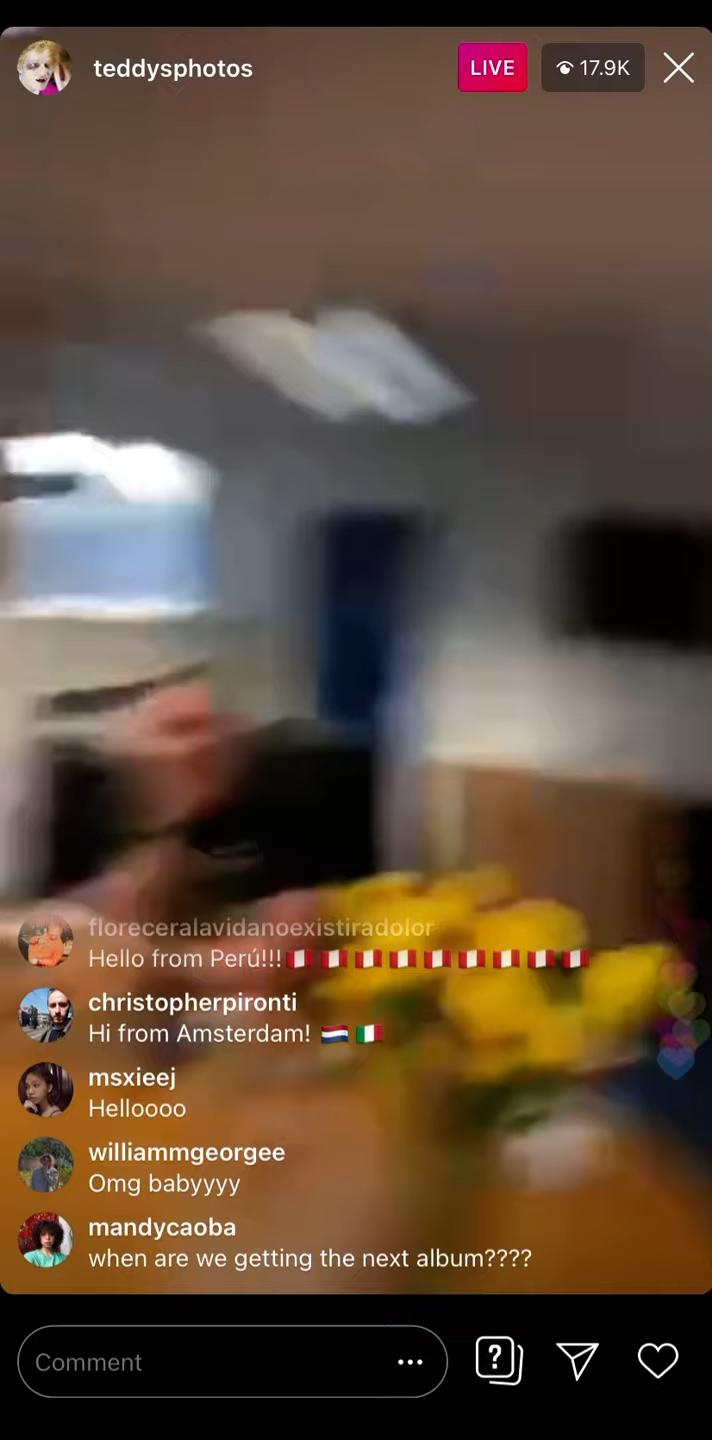 teddysphotos
LIVE
17.9K
floreceralavidanoexistiradolor
Hello from Perú!!!🇵🇪🇵🇪🇵🇪🇵🇪🇵🇪🇵🇪🇵🇪🇵🇪🇵🇪
christopherpironti
Hi from Amsterdam! 🇳🇱🇮🇹
msxieej
Helloooo
williammgeorgee
Omg babyyyy
mandycaoba
when are we getting the next album????
Comment